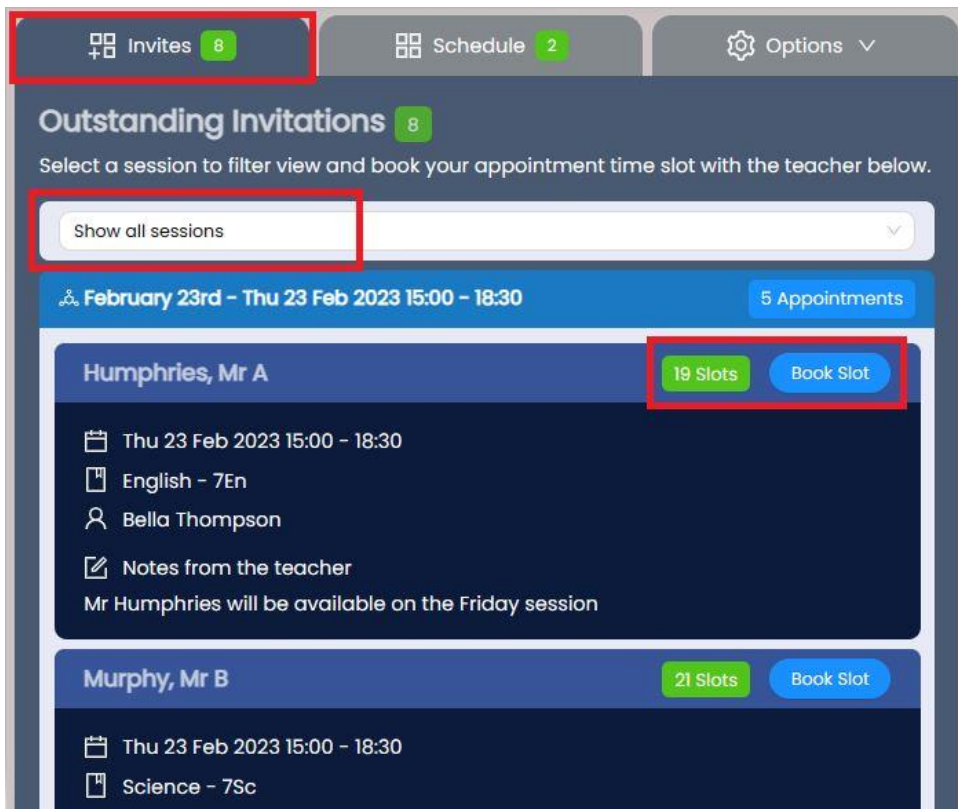 Invites 8
Schedule 2
Options
Outstanding Invitations 8
Select a session to filter view and book your appointment time slot with the teacher below.
Show all sessions
February 23rd - Thu 23 Feb 2023 15:00 - 18:30 5 Appointments
Humphries, Mr A 19 Slots Book Slot
Thu 23 Feb 2023 15:00 - 18:30
English - 7En
Bella Thompson
Notes from the teacher
Mr Humphries will be available on the Friday session
Murphy, Mr B 21 Slots Book Slot
Thu 23 Feb 2023 15:00 - 18:30
Science - 7Sc